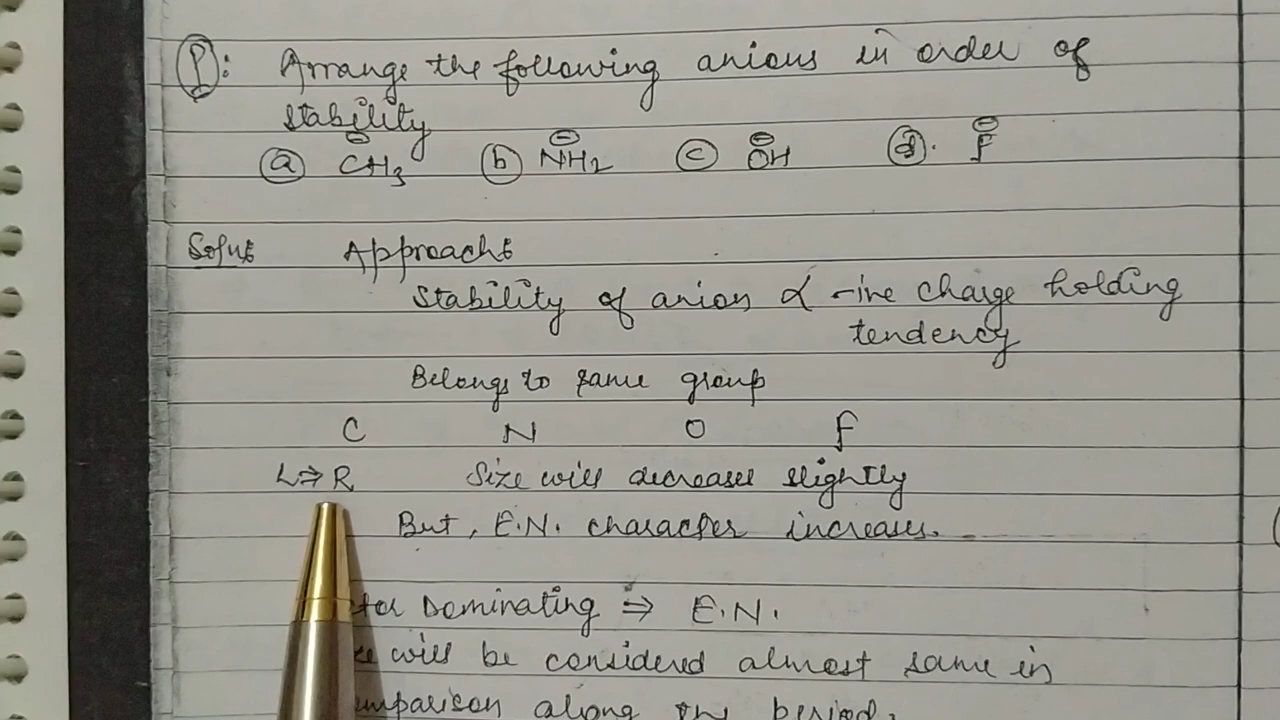 P: Arrange the following anions in order of
stability
(a) CH3⊖ (b) NH2⊖ (c) OH⊖ (d). F⊖
Approach:
Stability of anion ∝ -ive charge holding
tendency
Belongs to same group
C N O F
L⇒R Size will decreases slightly
But, E.N. character increases.
Dominating ⇒ E.N.
will be considered almost same in
along the period.